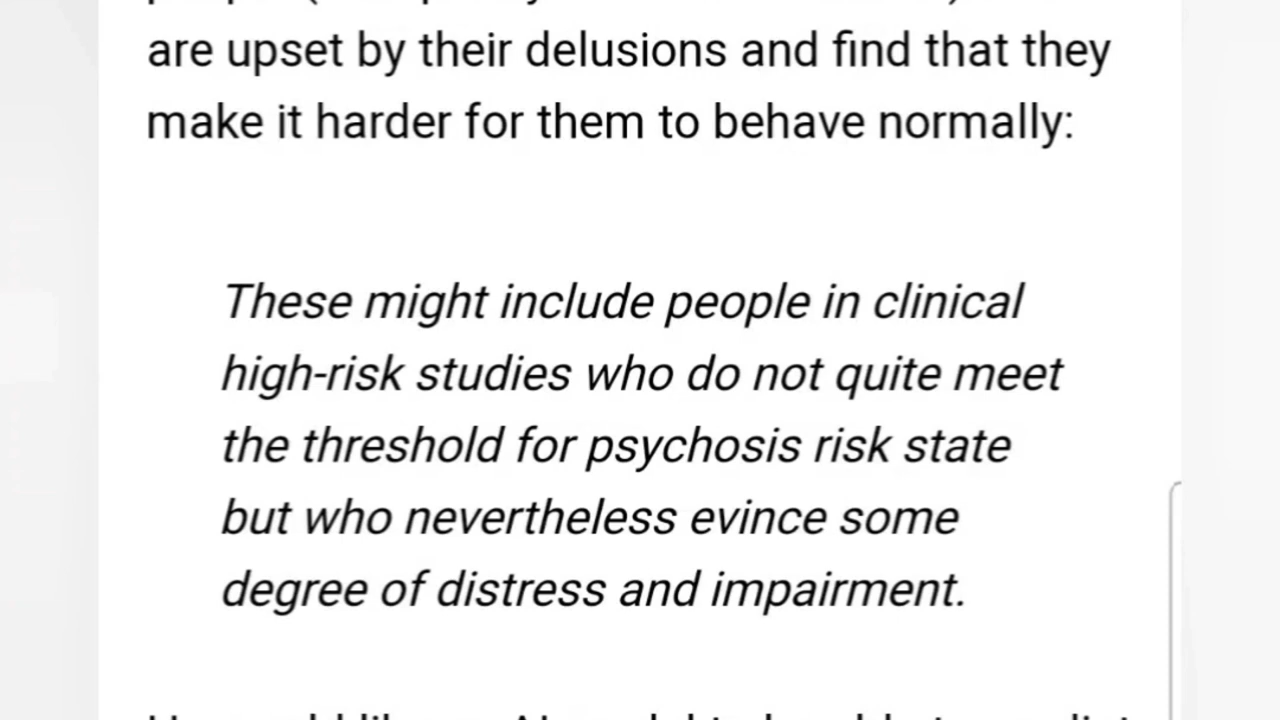 are upset by their delusions and find that they
make it harder for them to behave normally:
These might include people in clinical
high-risk studies who do not quite meet
the threshold for psychosis risk state
but who nevertheless evince some
degree of distress and impairment.